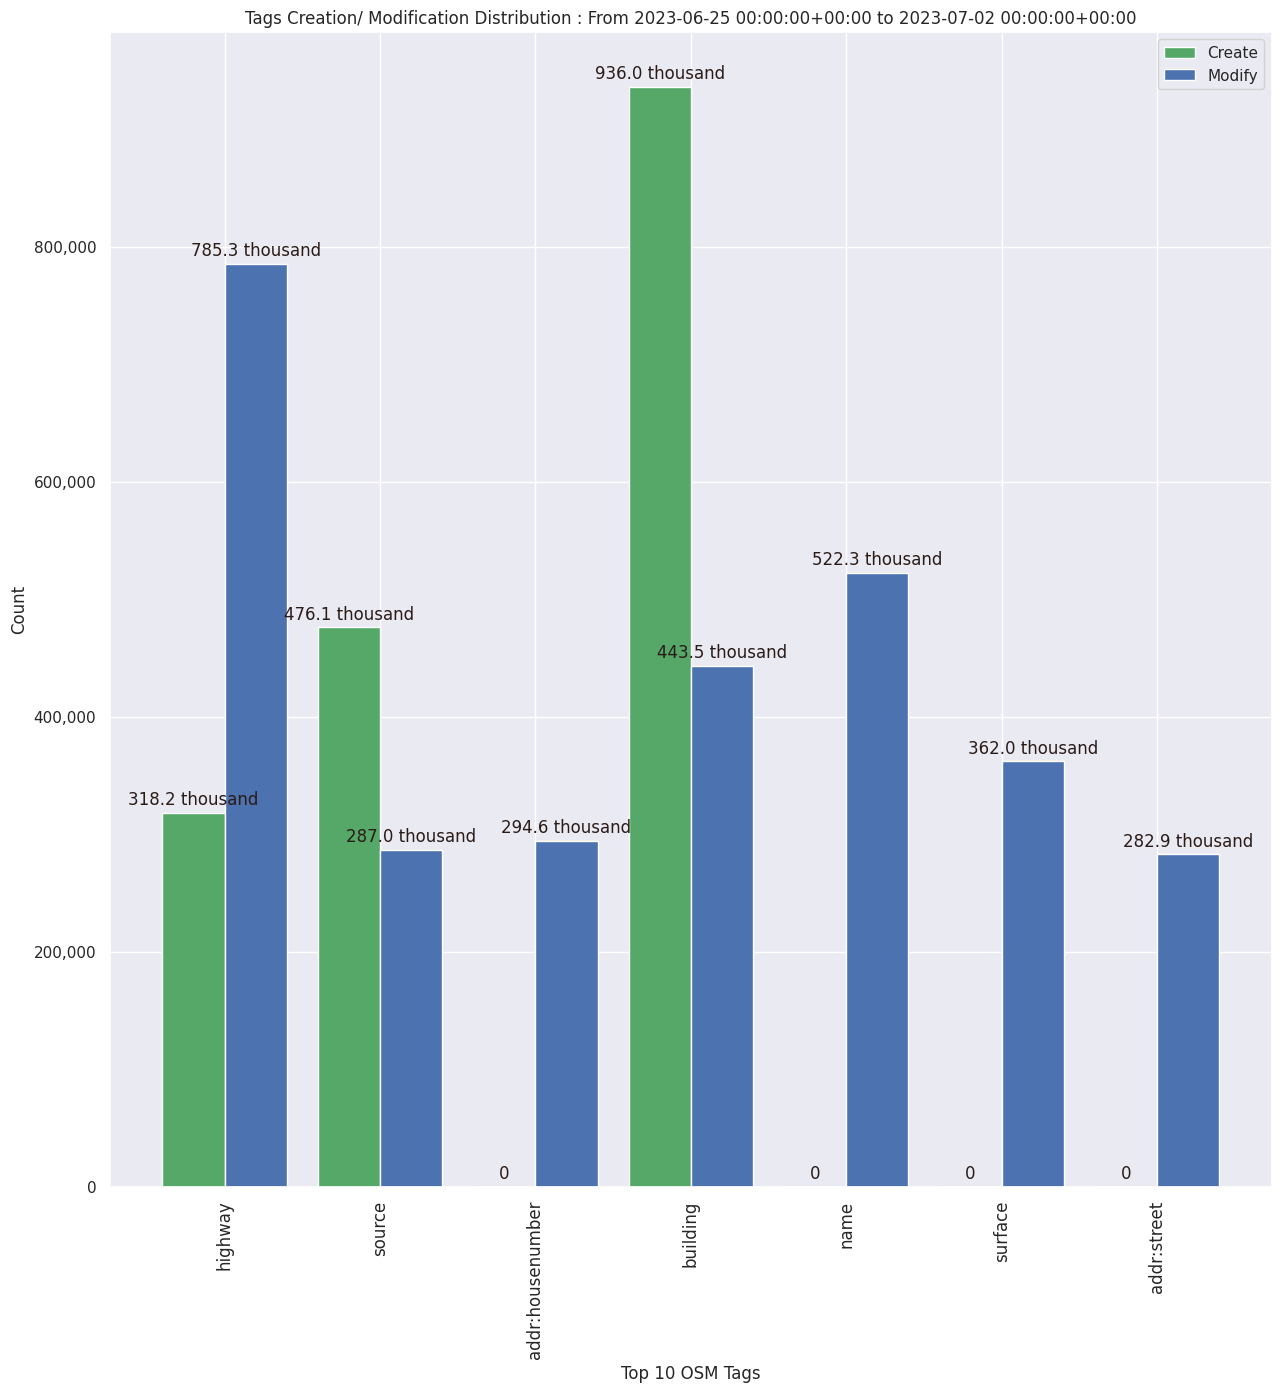 Tags Creation/ Modification Distribution : From 2023-06-25 00:00:00+00:00 to 2023-07-02 00:00:00+00:00
Create
Modify
936.0 thousand
785.3 thousand
800,000
522.3 thousand
600,000
476.1 thousand
443.5 thousand
362.0 thousand
400,000
318.2 thousand
287.0 thousand
294.6 thousand
282.9 thousand
200,000
0
0
0
0
0
Count
highway
source
addr:housenumber
building
name
surface
addr:street
Top 10 OSM Tags